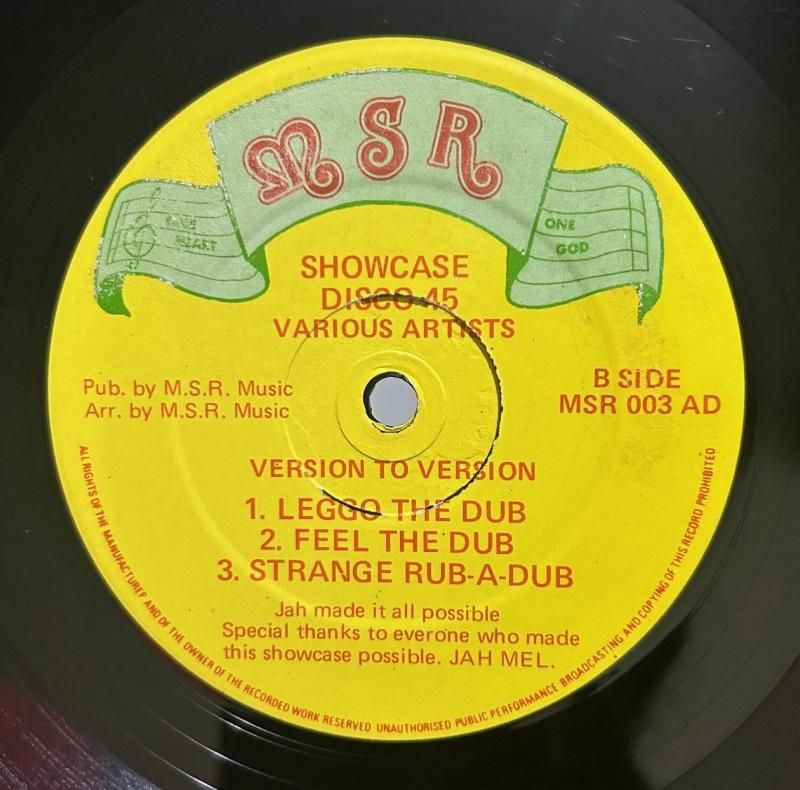 M S R
ONE HEART
ONE GOD
SHOWCASE
DISCO 45
VARIOUS ARTISTS
Pub. by M.S.R. Music
Arr. by M.S.R. Music
B SIDE
MSR 003 AD
VERSION TO VERSION
1. LEGGO THE DUB
2. FEEL THE DUB
3. STRANGE RUB-A-DUB
Jah made it all possible
Special thanks to everone who made
this showcase possible. JAH MEL.
ALL RIGHTS OF THE MANUFACTURER AND OF THE OWNER OF THE RECORDED WORK RESERVED UNAUTHORISED PUBLIC PERFORMANCE BROADCASTING AND COPYING OF THIS RECORD PROHIBITED